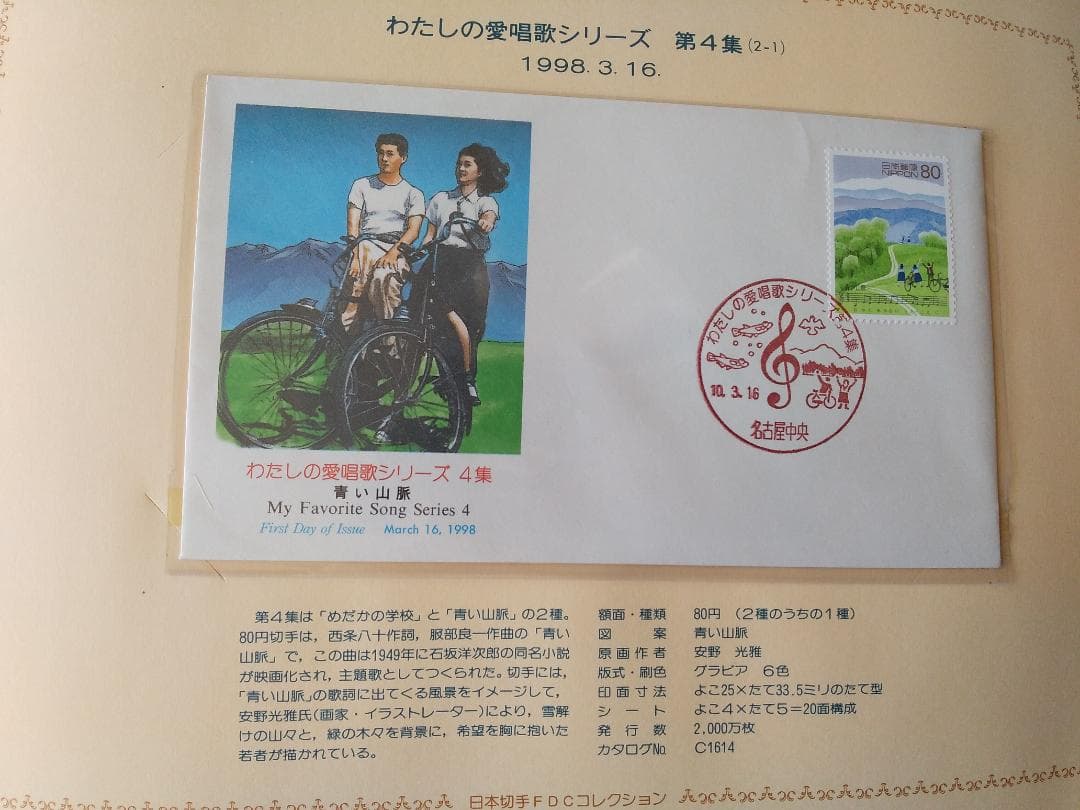 わたしの愛唱歌シリーズ 第4集(2-1)
1998.3.16.
日本郵便
NIPPON 80
わたしの愛唱歌シリーズ第4集
10.3.16
名古屋中央
わたしの愛唱歌シリーズ 4集
青い山脈
My Favorite Song Series 4
First Day of Issue March 16, 1998
第4集は「めだかの学校」と「青い山脈」の2種。
80円切手は，西条八十作詞，服部良一作曲の「青い
山脈」で，この曲は1949年に石坂洋次郎の同名小説
が映画化され，主題歌としてつくられた。切手には，
「青い山脈」の歌詞に出てくる風景をイメージして，
安野光雅氏(画家・イラストレーター)により，雪解
けの山々と，緑の木々を背景に，希望を胸に抱いた
若者が描かれている。
額面・種類 80円 (2種のうちの1種)
図案 青い山脈
原画作者 安野 光雅
版式・刷色 グラビア 6色
印面寸法 よこ25×たて33.5ミリのたて型
シート よこ4×たて5=20面構成
発行数 2,000万枚
カタログNo. C1614
日本切手FDCコレクション